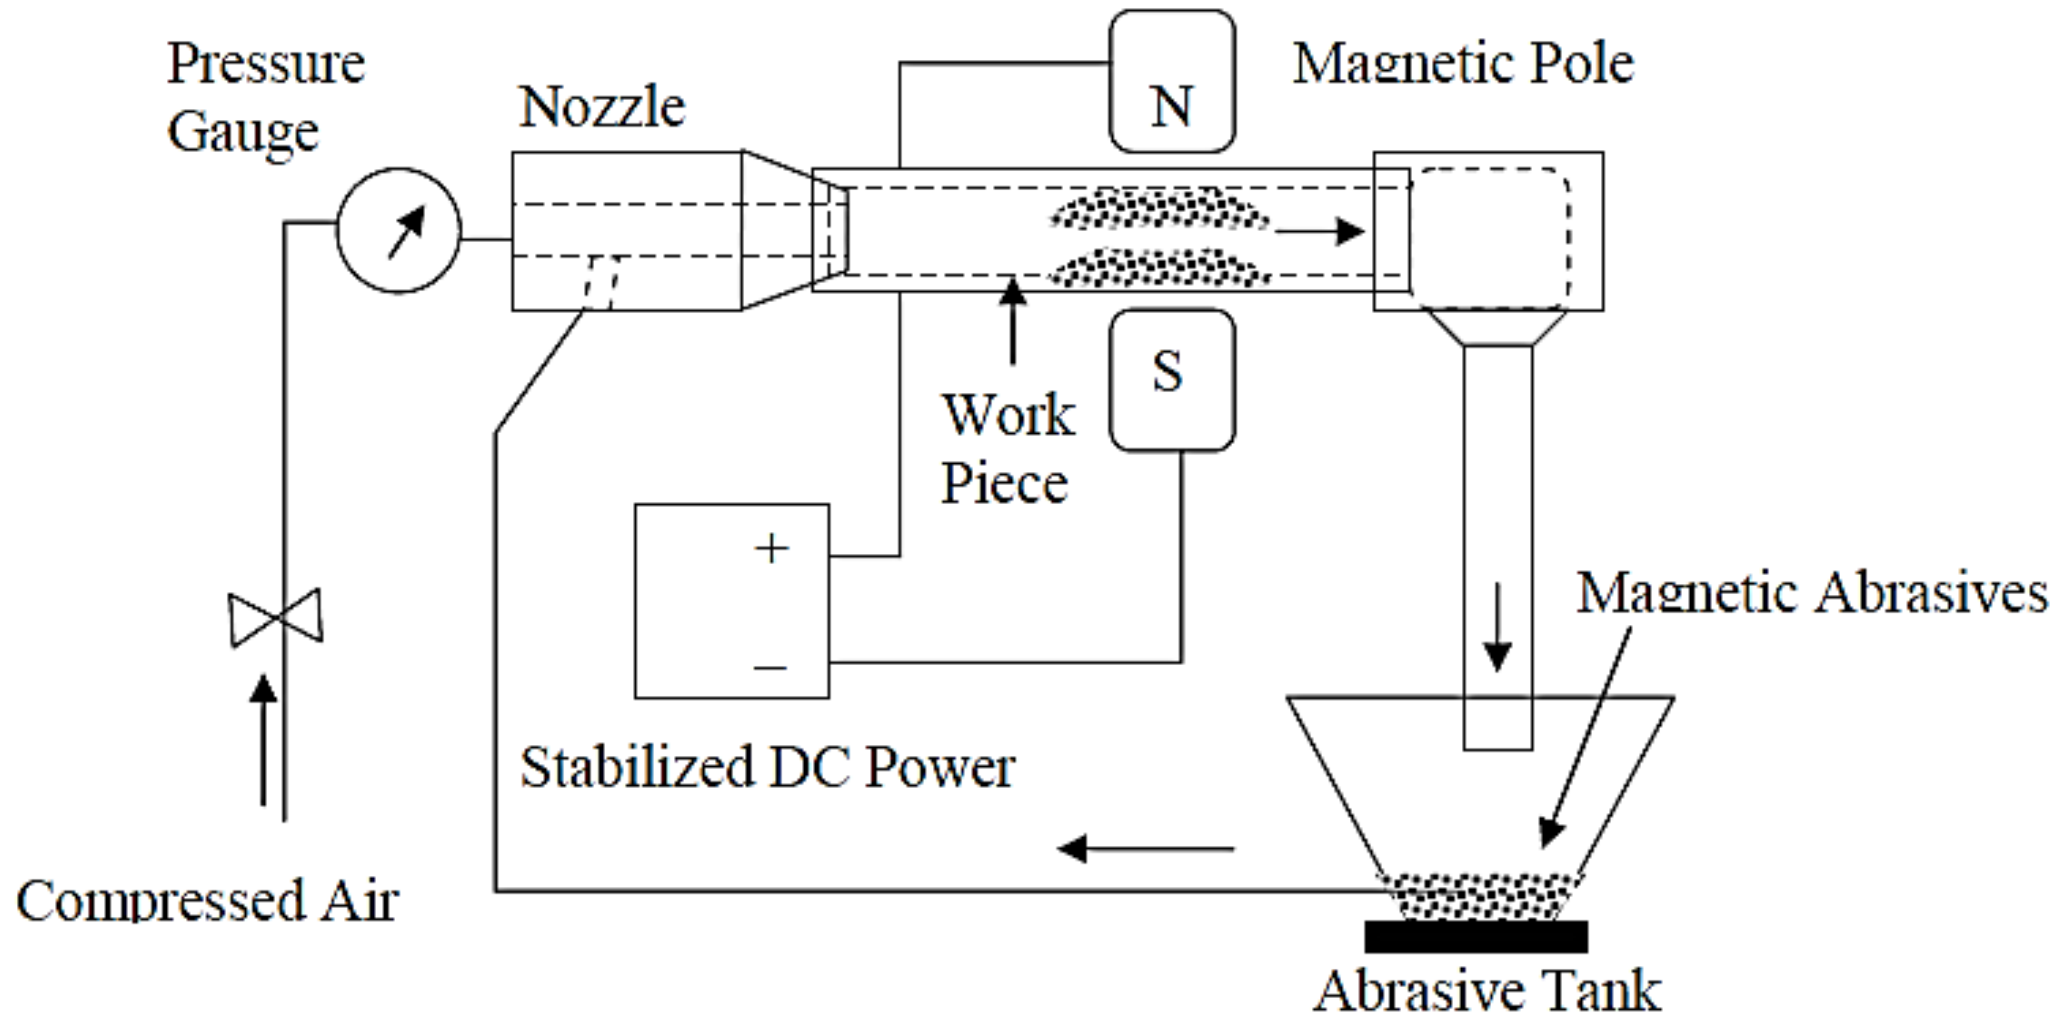 Pressure
Gauge
Nozzle
N
Magnetic Pole
Work
Piece
S
+
–
Stabilized DC Power
Magnetic Abrasives
Compressed Air
Abrasive Tank